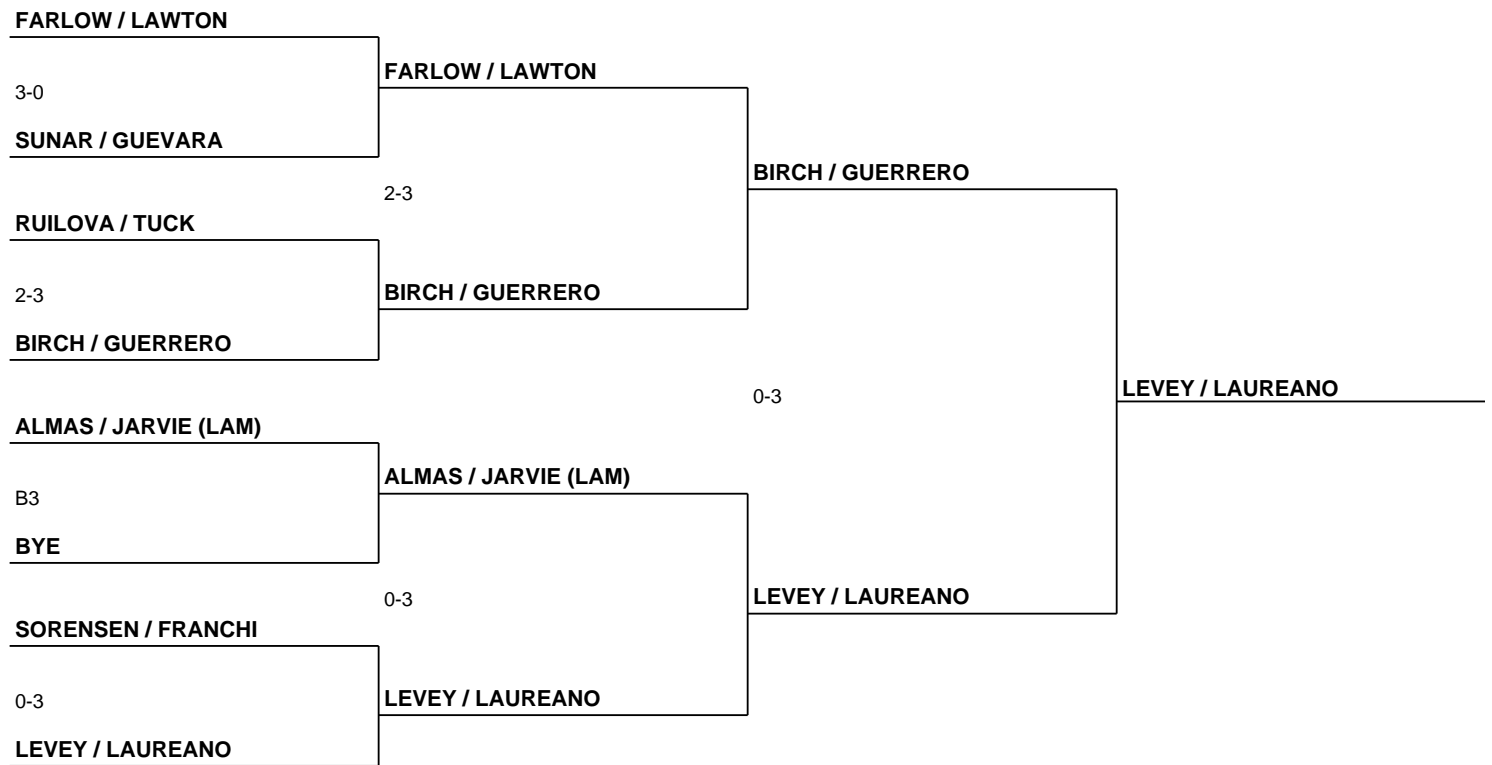 FARLOW / LAWTON
FARLOW / LAWTON
3-0
SUNAR / GUEVARA
BIRCH / GUERRERO
2-3
RUILOVA / TUCK
BIRCH / GUERRERO
2-3
BIRCH / GUERRERO
LEVEY / LAUREANO
0-3
ALMAS / JARVIE (LAM)
ALMAS / JARVIE (LAM)
B3
BYE
LEVEY / LAUREANO
0-3
SORENSEN / FRANCHI
LEVEY / LAUREANO
0-3
LEVEY / LAUREANO